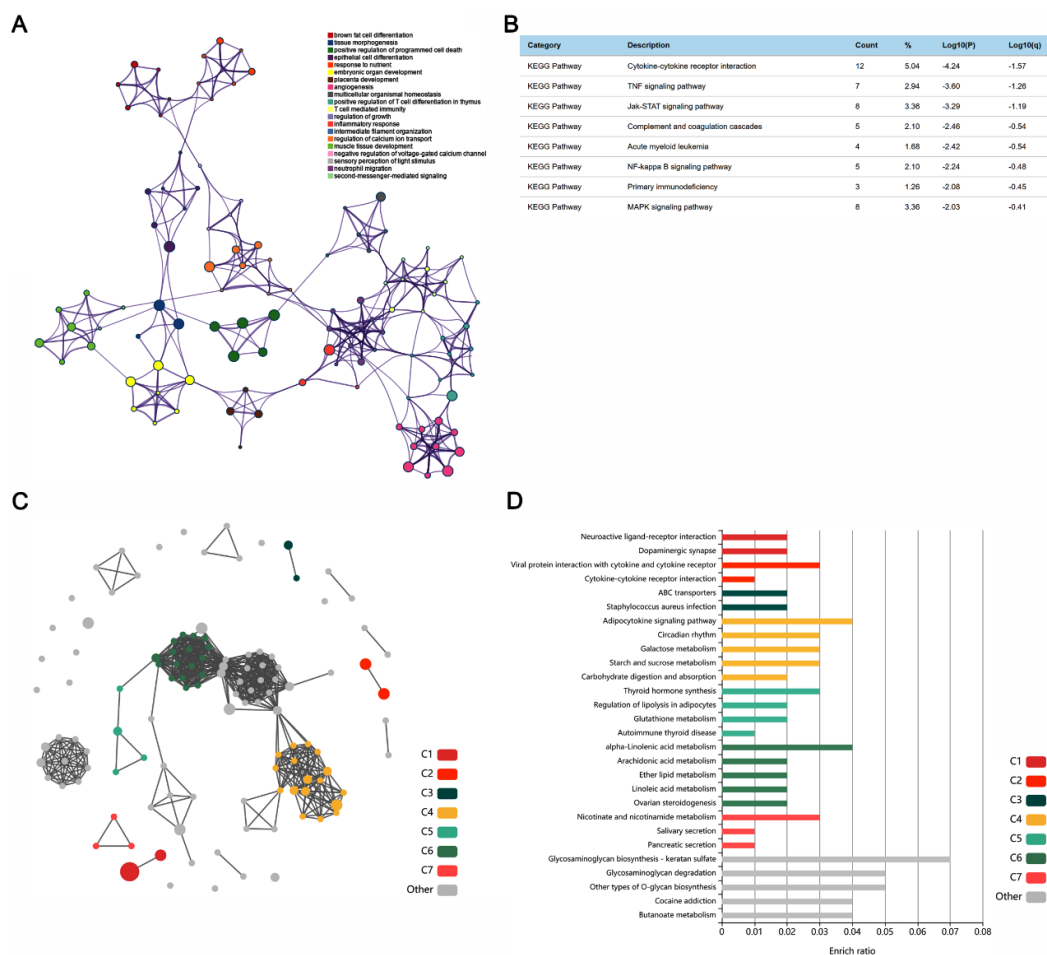 A
brown fat cell differentiation
tissue morphogenesis
positive regulation of programmed cell death
epithelial cell differentiation
response to nutrient
embryonic organ development
placenta development
angiogenesis
multicellular organismal homeostasis
positive regulation of T cell differentiation in thymus
T cell mediated immunity
regulation of growth
inflammatory response
intermediate filament organization
regulation of calcium ion transport
muscle tissue development
negative regulation of voltage-gated calcium channel
sensory perception of light stimulus
neutrophil migration
second-messenger-mediated signaling
B
Category Description Count % Log10(P) Log10(q)
KEGG Pathway Cytokine-cytokine receptor interaction 12 5.04 -4.24 -1.57
KEGG Pathway TNF signaling pathway 7 2.94 -3.60 -1.26
KEGG Pathway Jak-STAT signaling pathway 8 3.36 -3.29 -1.19
KEGG Pathway Complement and coagulation cascades 5 2.10 -2.46 -0.54
KEGG Pathway Acute myeloid leukemia 4 1.68 -2.42 -0.54
KEGG Pathway NF-kappa B signaling pathway 5 2.10 -2.24 -0.48
KEGG Pathway Primary immunodeficiency 3 1.26 -2.08 -0.45
KEGG Pathway MAPK signaling pathway 8 3.36 -2.03 -0.41
C
C1
C2
C3
C4
C5
C6
C7
Other
D
Neuroactive ligand-receptor interaction
Dopaminergic synapse
Viral protein interaction with cytokine and cytokine receptor
Cytokine-cytokine receptor interaction
ABC transporters
Staphylococcus aureus infection
Adipocytokine signaling pathway
Circadian rhythm
Galactose metabolism
Starch and sucrose metabolism
Carbohydrate digestion and absorption
Thyroid hormone synthesis
Regulation of lipolysis in adipocytes
Glutathione metabolism
Autoimmune thyroid disease
alpha-Linolenic acid metabolism
Arachidonic acid metabolism
Ether lipid metabolism
Linoleic acid metabolism
Ovarian steroidogenesis
Nicotinate and nicotinamide metabolism
Salivary secretion
Pancreatic secretion
Glycosaminoglycan biosynthesis - keratan sulfate
Glycosaminoglycan degradation
Other types of O-glycan biosynthesis
Cocaine addiction
Butanoate metabolism
0 0.01 0.02 0.03 0.04 0.05 0.06 0.07 0.08
Enrich ratio
C1
C2
C3
C4
C5
C6
C7
Other